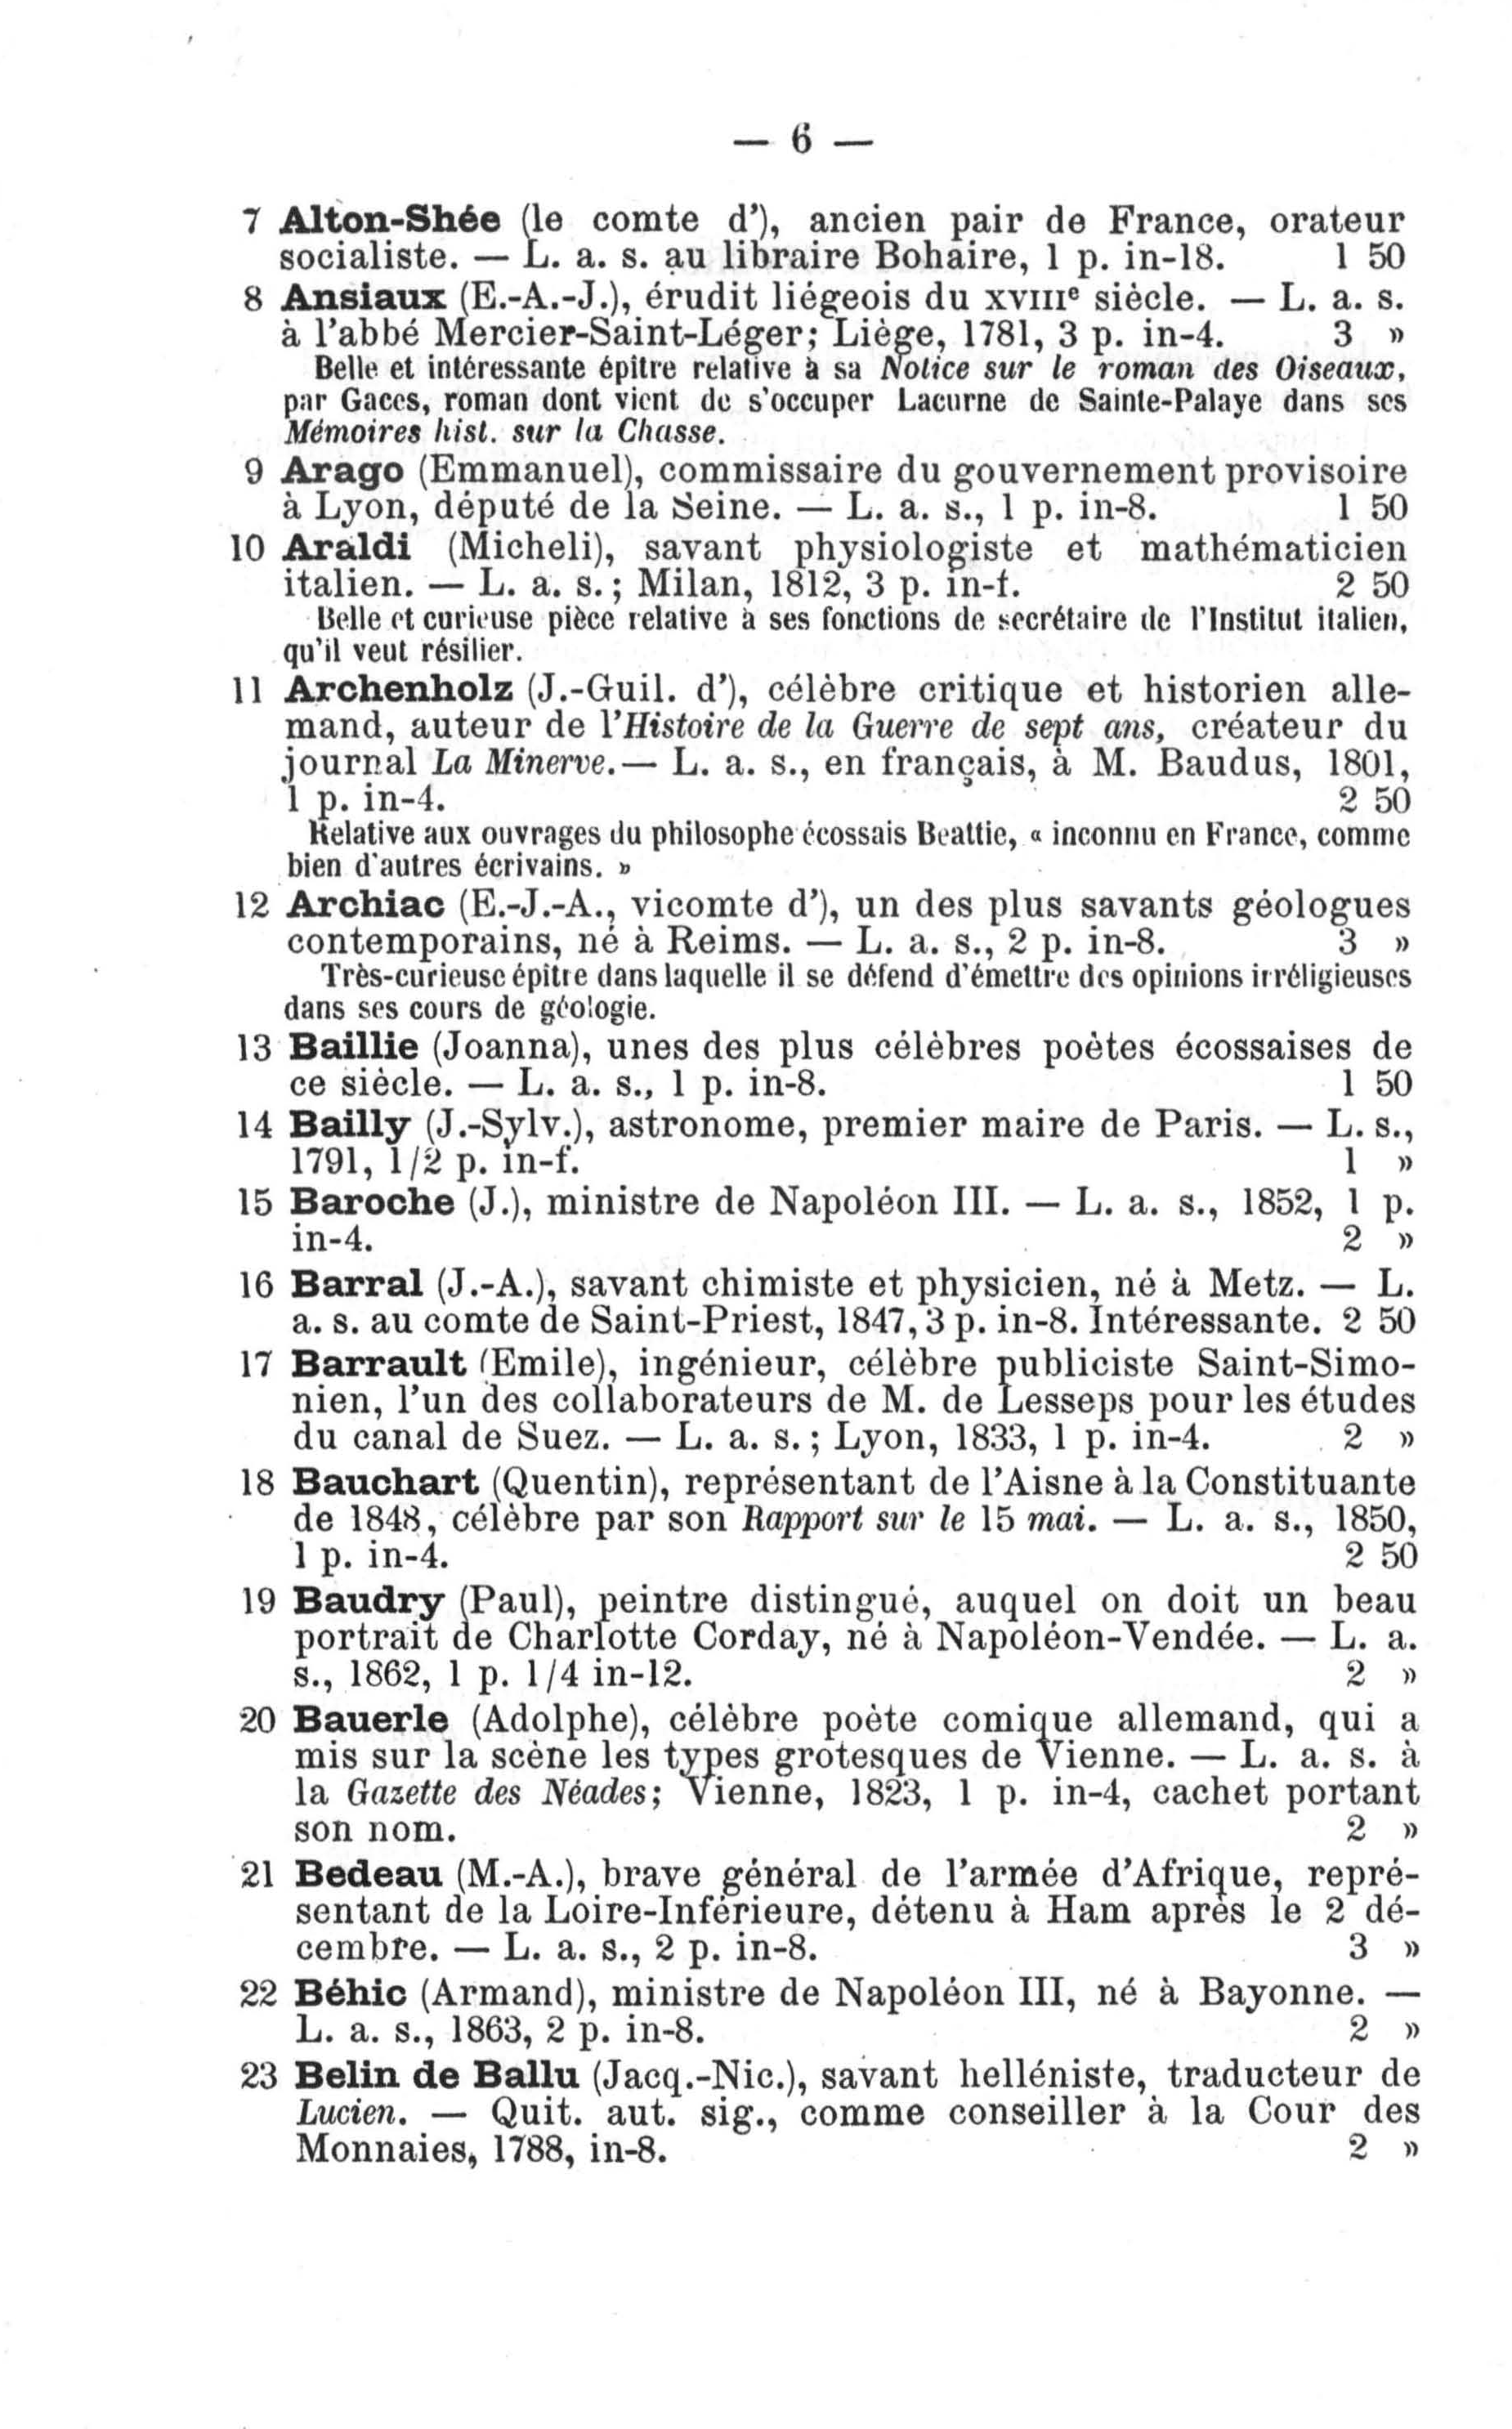 — 6 —
7 Alton-Shée (le comte d'), ancien pair de France, orateur
socialiste. — L. a. s. au libraire Bohaire, 1 p. in-18. 1 50
8 Ansiaux (E.-A.-J.), érudit liégeois du XVIIIe siècle. — L. a. s.
à l'abbé Mercier-Saint-Léger; Liège, 1781, 3 p. in-4. 3 »
Belle et intéressante épître relative à sa Notice sur le roman des Oiseaux,
par Gaces, roman dont vient de s'occuper Lacurne de Sainte-Palaye dans ses
Mémoires hist. sur la Chasse.
9 Arago (Emmanuel), commissaire du gouvernement provisoire
à Lyon, député de la Seine. — L. a. s., 1 p. in-8. 1 50
10 Araldi (Micheli), savant physiologiste et mathématicien
italien. — L. a. s.; Milan, 1812, 3 p. in-f. 2 50
Belle et curieuse pièce relative à ses fonctions de secrétaire de l'Institut italien,
qu'il veut résilier.
11 Archenholz (J.-Guil. d'), célèbre critique et historien alle-
mand, auteur de l'Histoire de la Guerre de sept ans, créateur du
journal La Minerve. — L. a. s., en français, à M. Baudus, 1801,
1 p. in-4. 2 50
Relative aux ouvrages du philosophe écossais Beattie, « inconnu en France, comme
bien d'autres écrivains. »
12 Archiac (E.-J.-A., vicomte d'), un des plus savants géologues
contemporains, né à Reims. — L. a. s., 2 p. in-8. 3 »
Très-curieuse épître dans laquelle il se défend d'émettre des opinions irréligieuses
dans ses cours de géologie.
13 Baillie (Joanna), unes des plus célèbres poètes écossaises de
ce siècle. — L. a. s., 1 p. in-8. 1 50
14 Bailly (J.-Sylv.), astronome, premier maire de Paris. — L. s.,
1791, 1/2 p. in-f. 1 »
15 Baroche (J.), ministre de Napoléon III. — L. a. s., 1852, 1 p.
in-4. 2 »
16 Barral (J.-A.), savant chimiste et physicien, né à Metz. — L.
a. s. au comte de Saint-Priest, 1847, 3 p. in-8. Intéressante. 2 50
17 Barrault (Emile), ingénieur, célèbre publiciste Saint-Simo-
nien, l'un des collaborateurs de M. de Lesseps pour les études
du canal de Suez. — L. a. s.; Lyon, 1833, 1 p. in-4. 2 »
18 Bauchart (Quentin), représentant de l'Aisne à la Constituante
de 1848, célèbre par son Rapport sur le 15 mai. — L. a. s., 1850,
1 p. in-4. 2 50
19 Baudry (Paul), peintre distingué, auquel on doit un beau
portrait de Charlotte Corday, né à Napoléon-Vendée. — L. a.
s., 1862, 1 p. 1/4 in-12. 2 »
20 Bauerle (Adolphe), célèbre poète comique allemand, qui a
mis sur la scène les types grotesques de Vienne. — L. a. s. à
la Gazette des Néades; Vienne, 1823, 1 p. in-4, cachet portant
son nom. 2 »
21 Bedeau (M.-A.), brave général de l'armée d'Afrique, repré-
sentant de la Loire-Inférieure, détenu à Ham après le 2 dé-
cembre. — L. a. s., 2 p. in-8. 3 »
22 Béhic (Armand), ministre de Napoléon III, né à Bayonne. —
L. a. s., 1863, 2 p. in-8. 2 »
23 Belin de Ballu (Jacq.-Nic.), savant helléniste, traducteur de
Lucien. — Quit. aut. sig., comme conseiller à la Cour des
Monnaies, 1788, in-8. 2 »